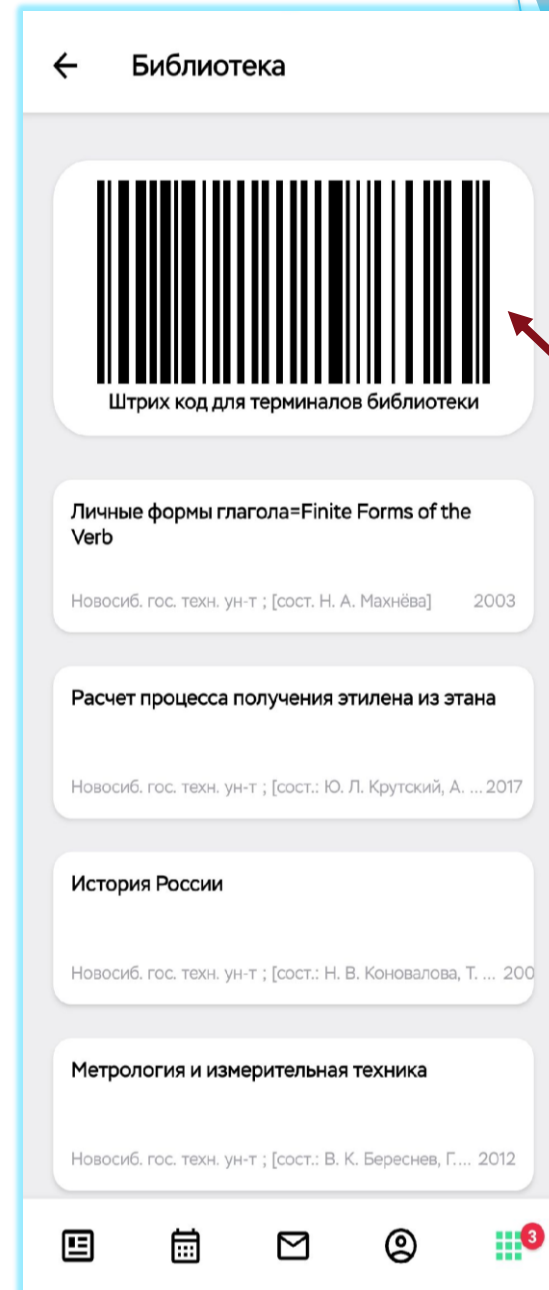 Библиотека
Штрих код для терминалов библиотеки
Личные формы глагола=Finite Forms of the
Verb
Новосиб. гос. техн. ун-т ; [сост. Н. А. Махнёва] 2003
Расчет процесса получения этилена из этана
Новосиб. гос. техн. ун-т ; [сост.: Ю. Л. Крутский, А. ... 2017
История России
Новосиб. гос. техн. ун-т ; [сост.: Н. В. Коновалова, Т. ... 200
Метрология и измерительная техника
Новосиб. гос. техн. ун-т ; [сост.: В. К. Береснев, Г.... 2012
3